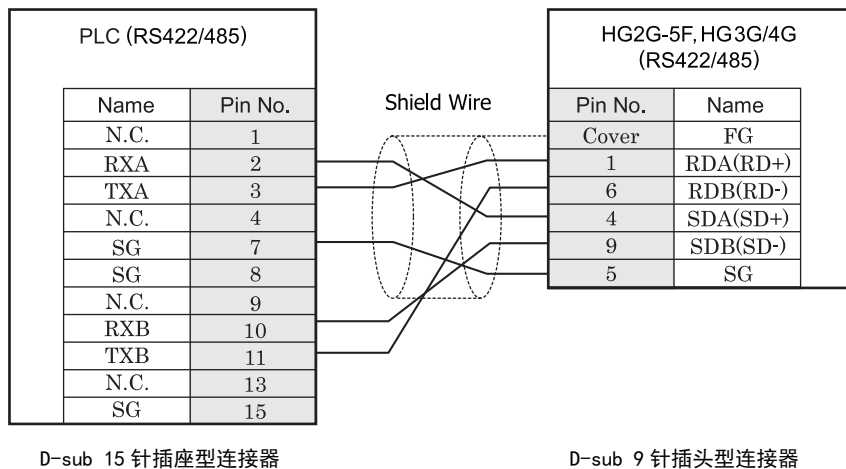 PLC (RS422/485)
Name Pin No.
N.C. 1
RXA 2
TXA 3
N.C. 4
SG 7
SG 8
N.C. 9
RXB 10
TXB 11
N.C. 13
SG 15
D-sub 15 针插座型连接器
Shield Wire
HG2G-5F, HG3G/4G
(RS422/485)
Pin No. Name
Cover FG
1 RDA(RD+)
6 RDB(RD-)
4 SDA(SD+)
9 SDB(SD-)
5 SG
D-sub 9 针插头型连接器